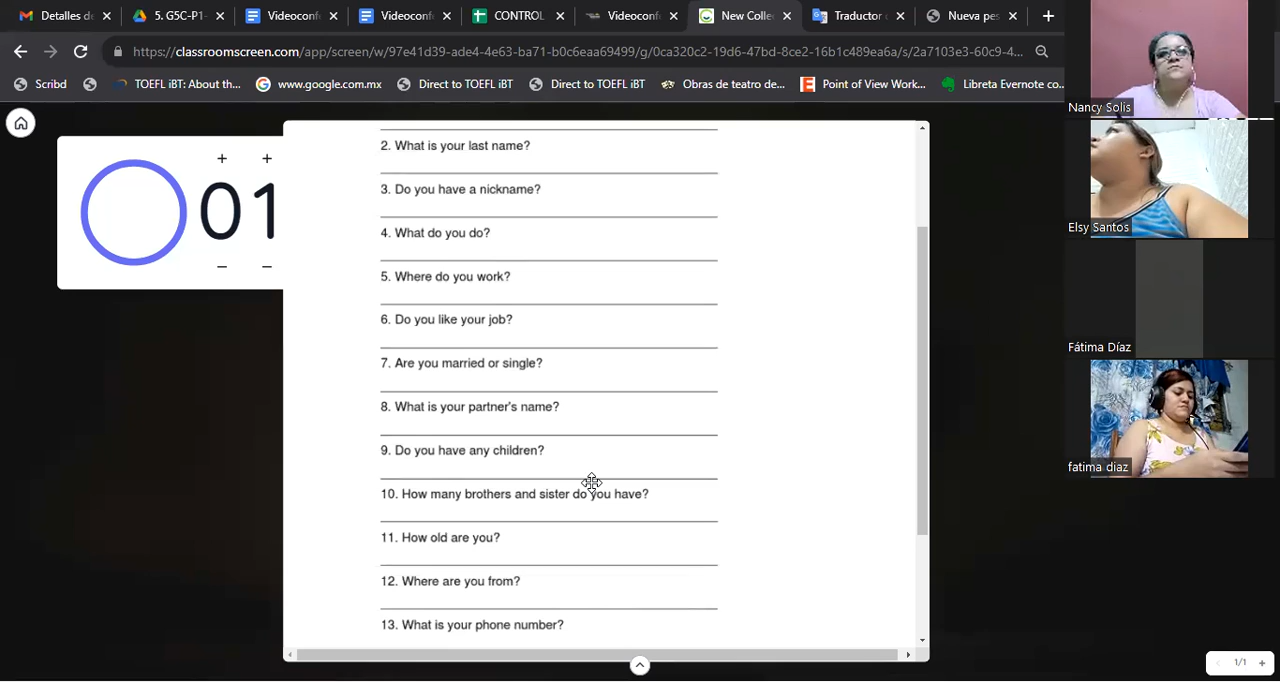 Detalles de
5. G5C-P1-
Videoconf
Videoconf
CONTROL
Videoconf
New Colle
Traductor
Nueva pes
https://classroomscreen.com/app/screen/w/97e41d39-ade4-4e63-ba71-b0c6eaa69499/g/0ca320c2-19d6-47bd-8ce2-16b1c489ea6a/s/2a7103e3-60c9-4...
Scribd
TOEFL iBT: About th...
www.google.com.mx
Direct to TOEFL iBT
Direct to TOEFL iBT
Obras de teatro de...
Point of View Work...
Libreta Evernote co...
+ +
01
− −
2. What is your last name?
3. Do you have a nickname?
4. What do you do?
5. Where do you work?
6. Do you like your job?
7. Are you married or single?
8. What is your partner's name?
9. Do you have any children?
10. How many brothers and sister do you have?
11. How old are you?
12. Where are you from?
13. What is your phone number?
Nancy Solis
Elsy Santos
Fátima Díaz
fatima diaz
1/1